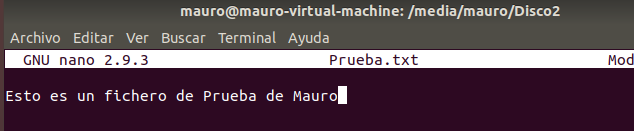 mauro@mauro-virtual-machine: /media/mauro/Disco2
Archivo Editar Ver Buscar Terminal Ayuda
GNU nano 2.9.3 Prueba.txt Mod
Esto es un fichero de Prueba de Mauro